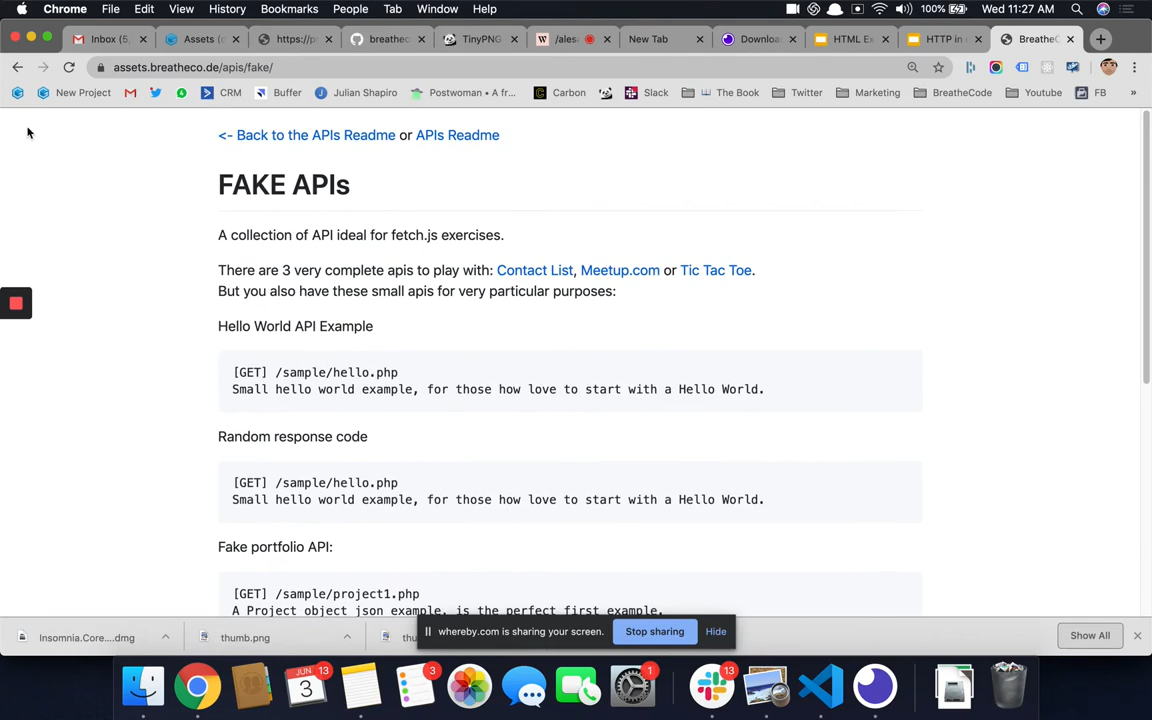 Chrome File Edit View History Bookmarks People Tab Window Help 100% Wed 11:27 AM
Inbox (5, Assets ( https://p breathec TinyPNG /ales New Tab Downloa HTML E HTTP in BreatheC
assets.breatheco.de/apis/fake/
New Project CRM Buffer Julian Shapiro Postwoman • A fr... Carbon Slack The Book Twitter Marketing BreatheCode Youtube FB »
<- Back to the APIs Readme or APIs Readme
FAKE APIs
A collection of API ideal for fetch.js exercises.
There are 3 very complete apis to play with: Contact List, Meetup.com or Tic Tac Toe.
But you also have these small apis for very particular purposes:
Hello World API Example
[GET] /sample/hello.php
Small hello world example, for those how love to start with a Hello World.
Random response code
[GET] /sample/hello.php
Small hello world example, for those how love to start with a Hello World.
Fake portfolio API:
[GET] /sample/project1.php
A Project object json example, is the perfect first example.
Insomnia.Core....dmg thumb.png thu whereby.com is sharing your screen. Stop sharing Hide Show All
JUN 3 13 3 1 13